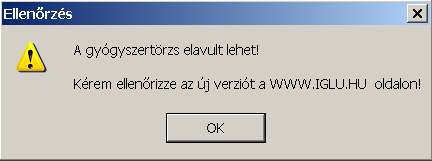 Ellenőrzés
A gyógyszertörzs elavult lehet!
Kérem ellenőrizze az új verziót a WWW.IGLU.HU oldalon!
OK